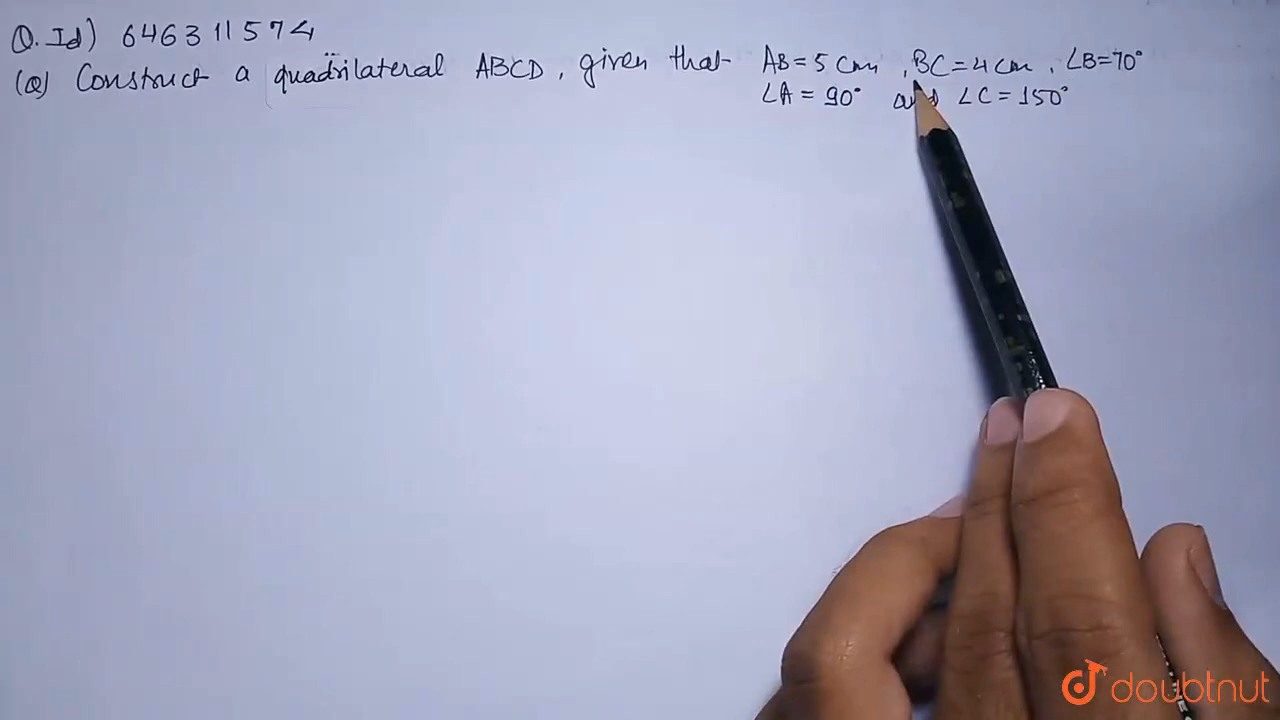 Q. Id) 646311574
(Q) Construct a quadrilateral ABCD, given that AB = 5 cm, BC = 4 cm, ∠B = 70°
∠A = 90° and ∠C = 150°
doubtnut